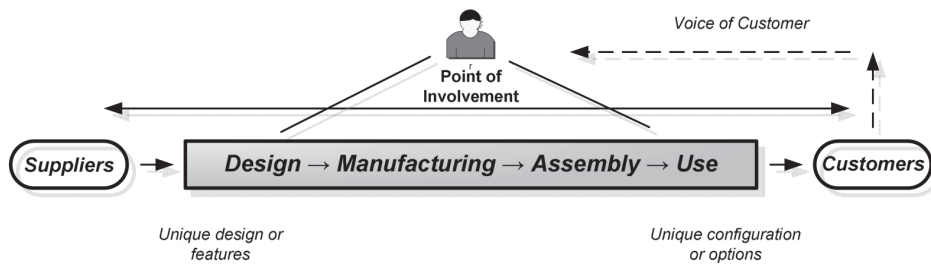 Voice of Customer
r
Point of
Involvement
Suppliers
Design → Manufacturing → Assembly → Use
Customers
Unique design or
features
Unique configuration
or options